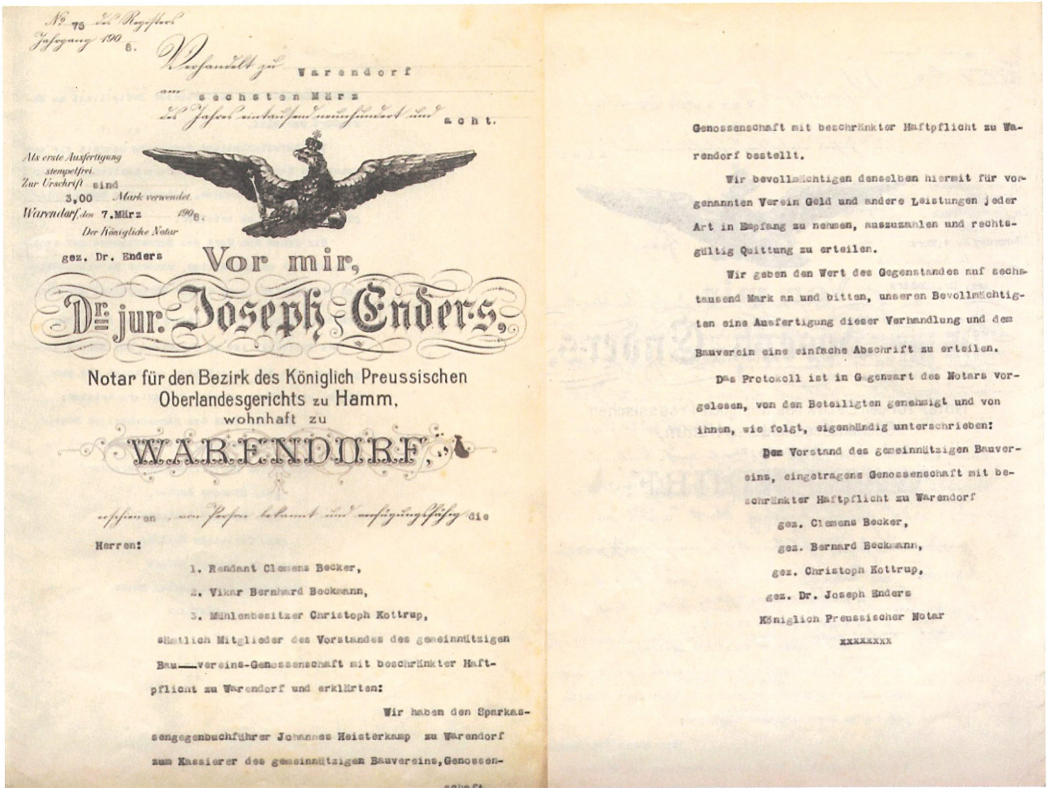 No 75 des Registers
Jahrgang 1908.
Verhandelt zu Warendorf
am sechsten März
des Jahres eintausend neunhundert und acht.
Als erste Ausfertigung
stempelfrei.
Zur Urschrift sind
3,00 Mark verwendet.
Warendorf, den 7.März 1908.
Der Königliche Notar
gez. Dr. Enders
Vor mir,
Dr. jur. Joseph Enders,
Notar für den Bezirk des Königlich Preussischen
Oberlandesgerichts zu Hamm,
wohnhaft zu
WARENDORF,
erschienen, von Person bekannt und verfügungsfähig die
Herren:
1. Rendant Clemens Becker,
2. Vikar Bernhard Beckmann,
3. Mühlenbesitzer Christoph Kottrup,
sämtlich Mitglieder des Vorstandes des gemeinnützigen
Bau—vereins-Genossenschaft mit beschränkter Haft-
pflicht zu Warendorf und erklärten:
Wir haben den Sparkas-
sengegenbuchführer Johannes Heisterkamp zu Warendorf
zum Kassierer des gemeinnützigen Bauvereins,Genossen-
schaft
Genossenschaft mit beschränkter Haftpflicht zu Wa-
rendorf bestellt.
Wir bevollmächtigen denselben hiermit für vor-
genannten Verein Geld und andere Leistungen jeder
Art in Empfang zu nehmen, auszuzahlen und rechts-
gültig Quittung zu erteilen.
Wir geben den Wert des Gegenstandes auf sechs-
tausend Mark an und bitten, unseren Bevollmächtig-
ten eine Ausfertigung dieser Verhandlung und dem
Bauverein eine einfache Abschrift zu erteilen.
Das Protokoll ist in Gegenwart des Notars vor-
gelesen, von den Beteiligten genehmigt und von
ihnen, wie folgt, eigenhändig unterschrieben:
Der Vorstand des gemeinnützigen Bauver-
eins, eingetragene Genossenschaft mit be-
schränkter Haftpflicht zu Warendorf
gez. Clemens Becker,
gez. Bernard Beckmann,
gez. Christoph Kottrup,
gez. Dr. Joseph Enders
Königlich Preussischer Notar
xxxxxxxx